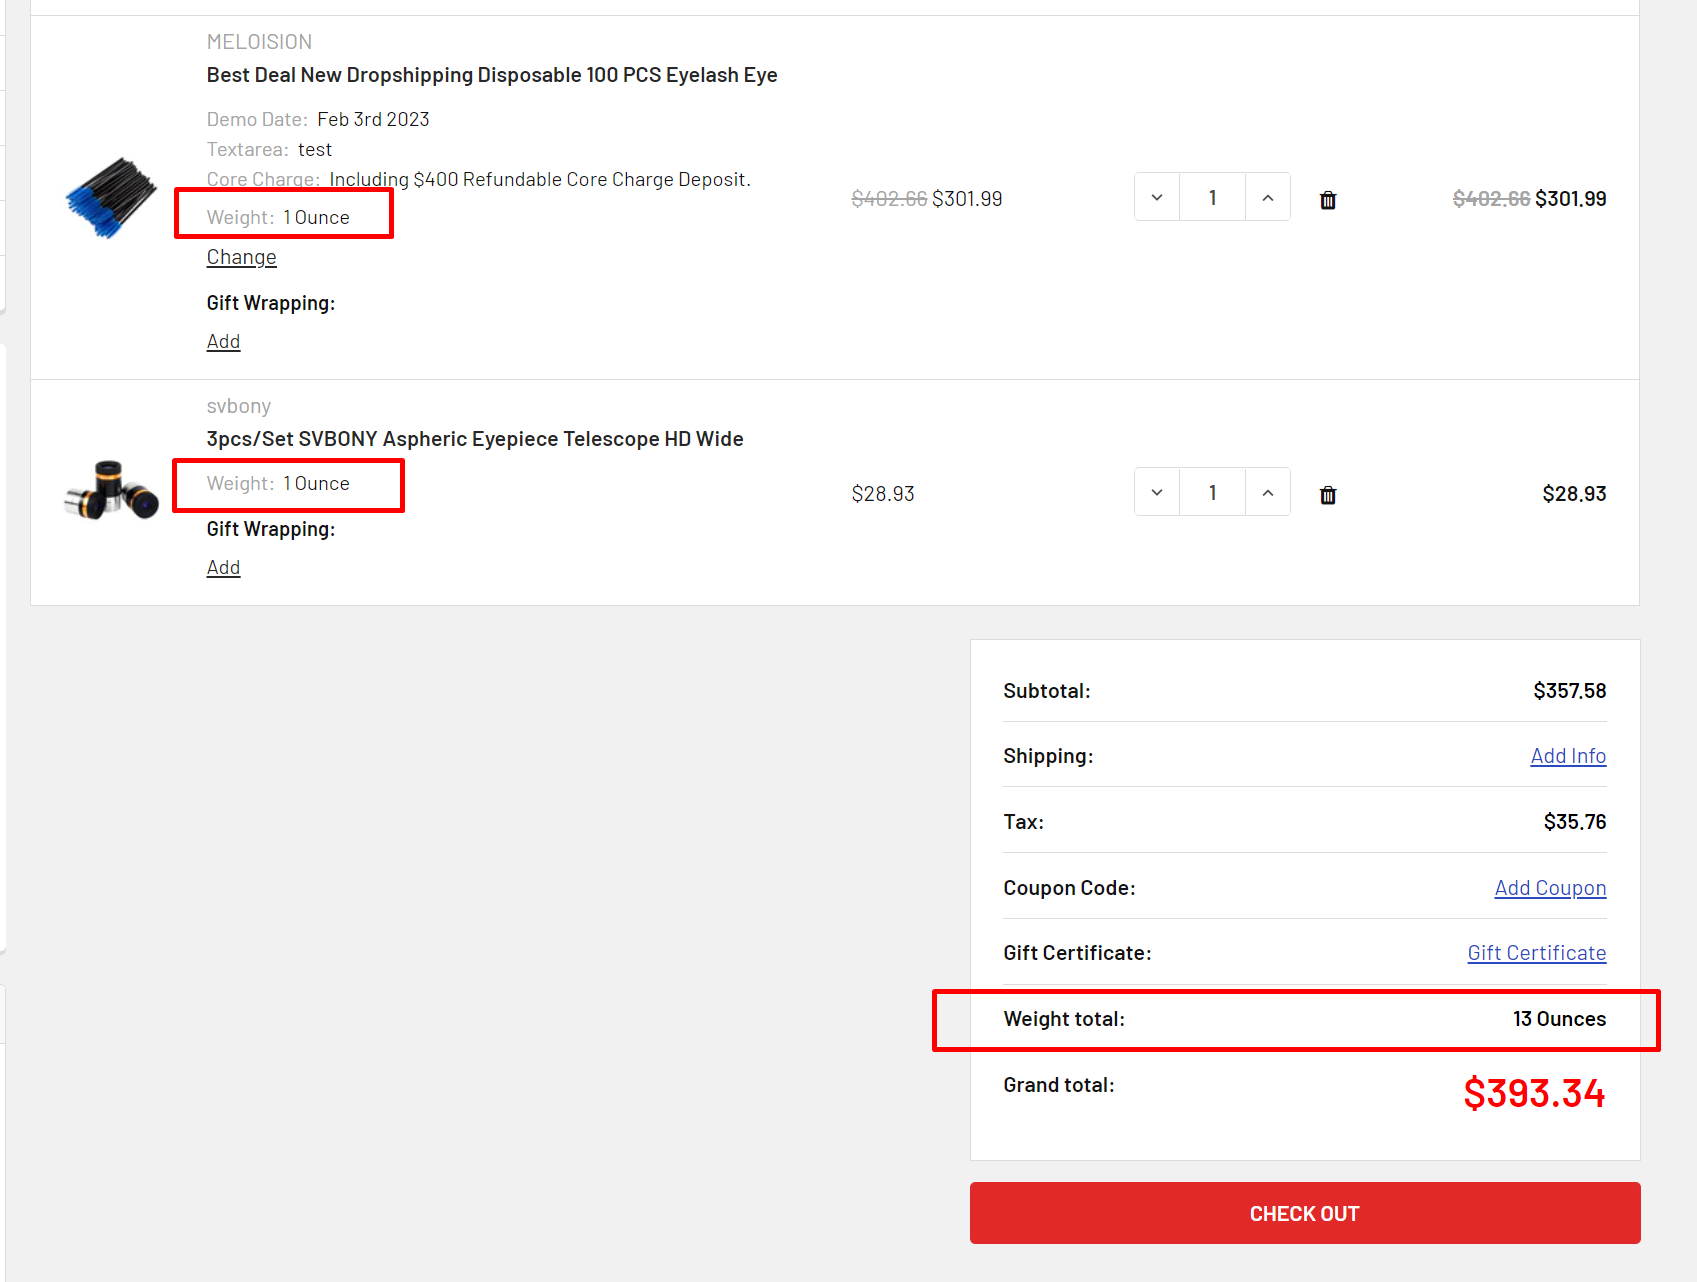 MELOISION
Best Deal New Dropshipping Disposable 100 PCS Eyelash Eye
Demo Date: Feb 3rd 2023
Textarea: test
Core Charge: Including $400 Refundable Core Charge Deposit.
$402.66 $301.99 1 $402.66 $301.99
Weight: 1 Ounce
Change
Gift Wrapping:
Add
svbony
3pcs/Set SVBONY Aspheric Eyepiece Telescope HD Wide
Weight: 1 Ounce
$28.93 1 $28.93
Gift Wrapping:
Add
Subtotal: $357.58
Shipping: Add Info
Tax: $35.76
Coupon Code: Add Coupon
Gift Certificate: Gift Certificate
Weight total: 13 Ounces
Grand total: $393.34
CHECK OUT